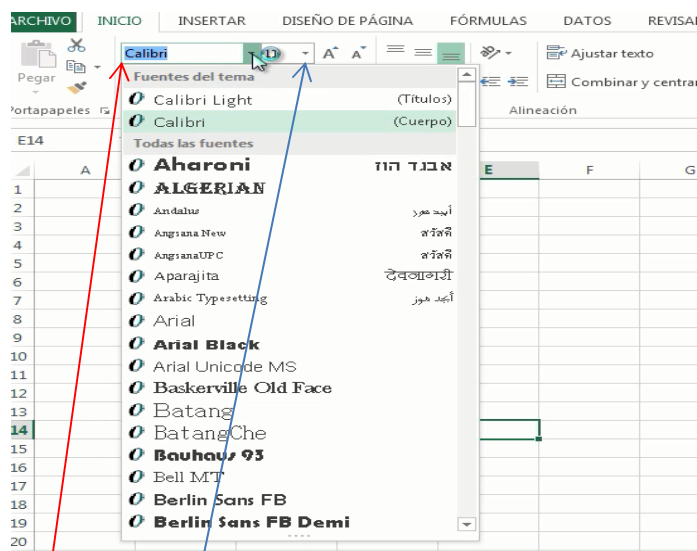 ARCHIVO INICIO INSERTAR DISEÑO DE PÁGINA FÓRMULAS DATOS REVISAI
Calibri 11 A A Ajustar texto
Pegar Combinar y centrar
Portapapeles Alineación
E14
A E F G
Fuentes del tema
Calibri Light (Títulos)
Calibri (Cuerpo)
Todas las fuentes
Aharoni אבגד הוז
ALGERIAN
Andalus أبجد هوز
Angsana New สวัสดี
AngsanaUPC สวัสดี
Aparajita देवनागरी
Arabic Typesetting أبجد هوز
Arial
Arial Black
Arial Unicode MS
Baskerville Old Face
Batang
BatangChe
Bauhaus 93
Bell MT
Berlin Sans FB
Berlin Sans FB Demi
1
2
3
4
5
6
7
8
9
10
11
12
13
14
15
16
17
18
19
20